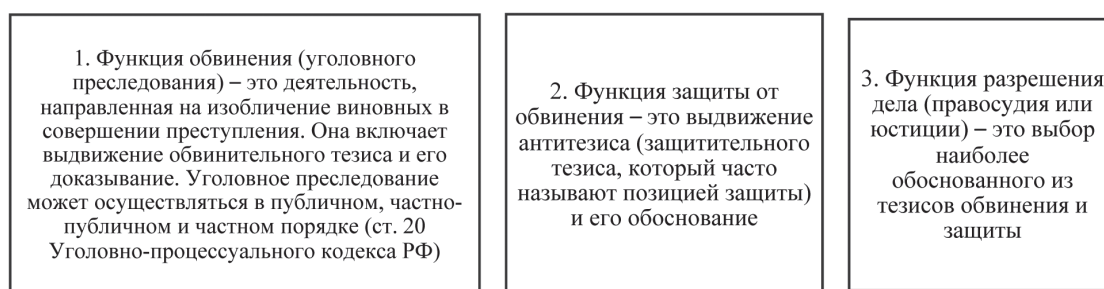 1. Функция обвинения (уголовного
преследования) – это деятельность,
направленная на изобличение виновных в
совершении преступления. Она включает
выдвижение обвинительного тезиса и его
доказывание. Уголовное преследование
может осуществляться в публичном, частно-
публичном и частном порядке (ст. 20
Уголовно-процессуального кодекса РФ)
2. Функция защиты от
обвинения – это выдвижение
антитезиса (защитительного
тезиса, который часто
называют позицией защиты)
и его обоснование
3. Функция разрешения
дела (правосудия или
юстиции) – это выбор
наиболее
обоснованного из
тезисов обвинения и
защиты